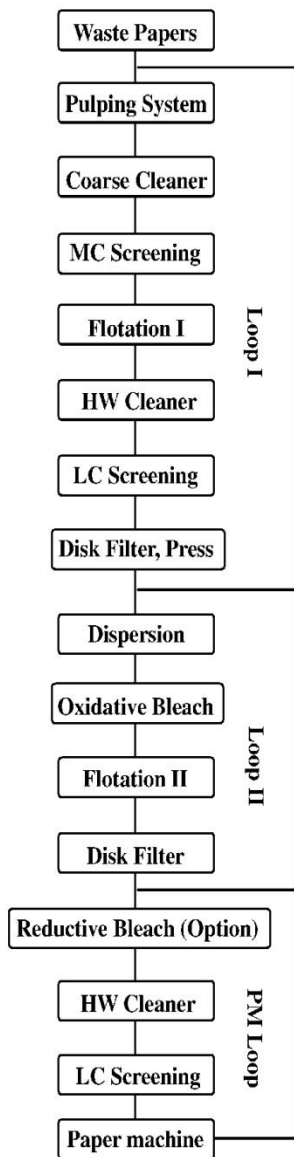 Waste Papers
Pulping System
Coarse Cleaner
MC Screening
Flotation I
HW Cleaner
LC Screening
Disk Filter, Press
Loop I
Dispersion
Oxidative Bleach
Flotation II
Disk Filter
Loop II
Reductive Bleach (Option)
HW Cleaner
LC Screening
Paper machine
PM Loop